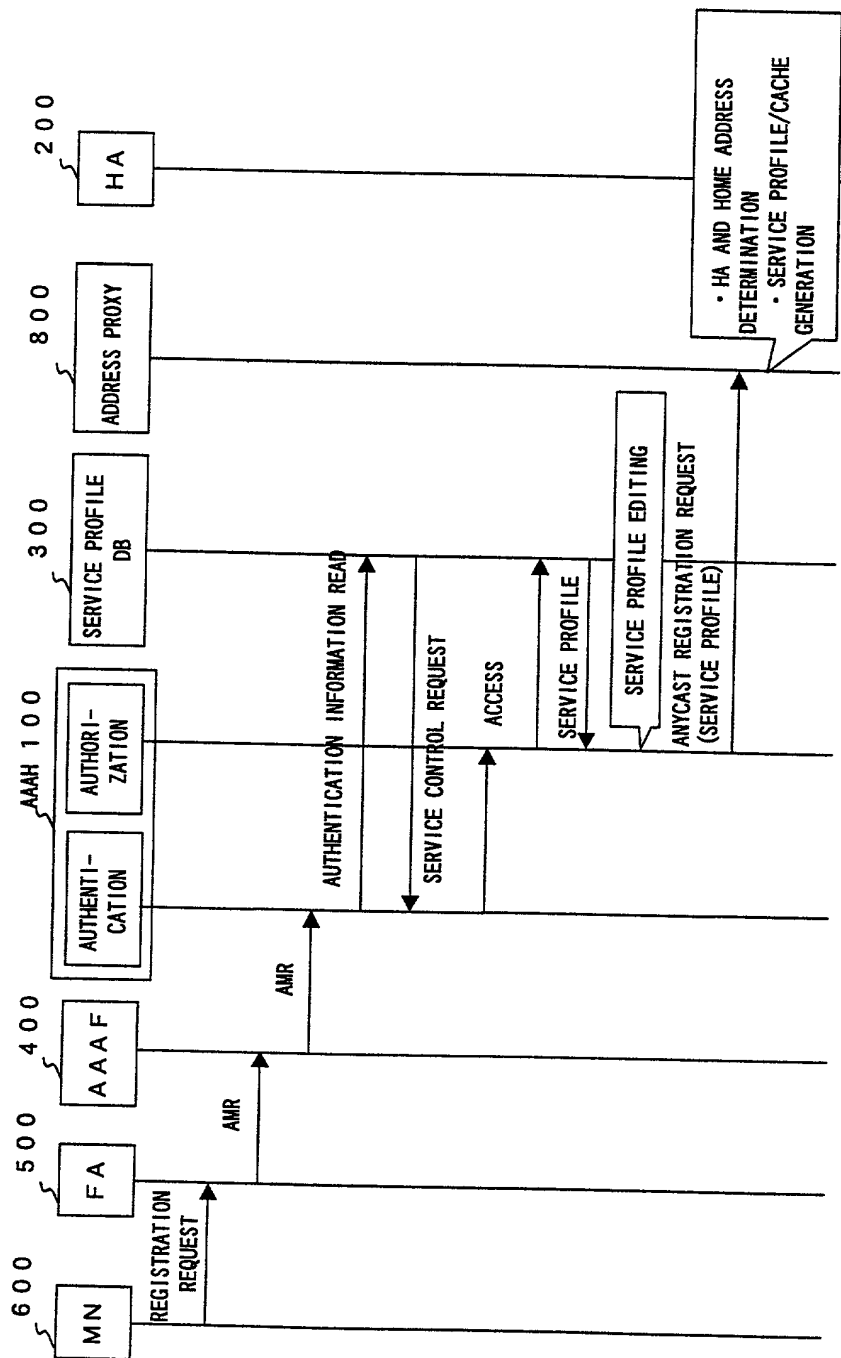 600
MN
500
FA
400
AAAF
AAAH 100
AUTHENTI-
CATION
AUTHORI-
ZATION
300
SERVICE PROFILE
DB
800
ADDRESS PROXY
200
HA
REGISTRATION
REQUEST
AMR
AMR
AUTHENTICATION INFORMATION READ
SERVICE CONTROL REQUEST
ACCESS
SERVICE PROFILE
SERVICE PROFILE EDITING
ANYCAST REGISTRATION REQUEST
(SERVICE PROFILE)
・HA AND HOME ADDRESS
DETERMINATION
・SERVICE PROFILE/CACHE
GENERATION